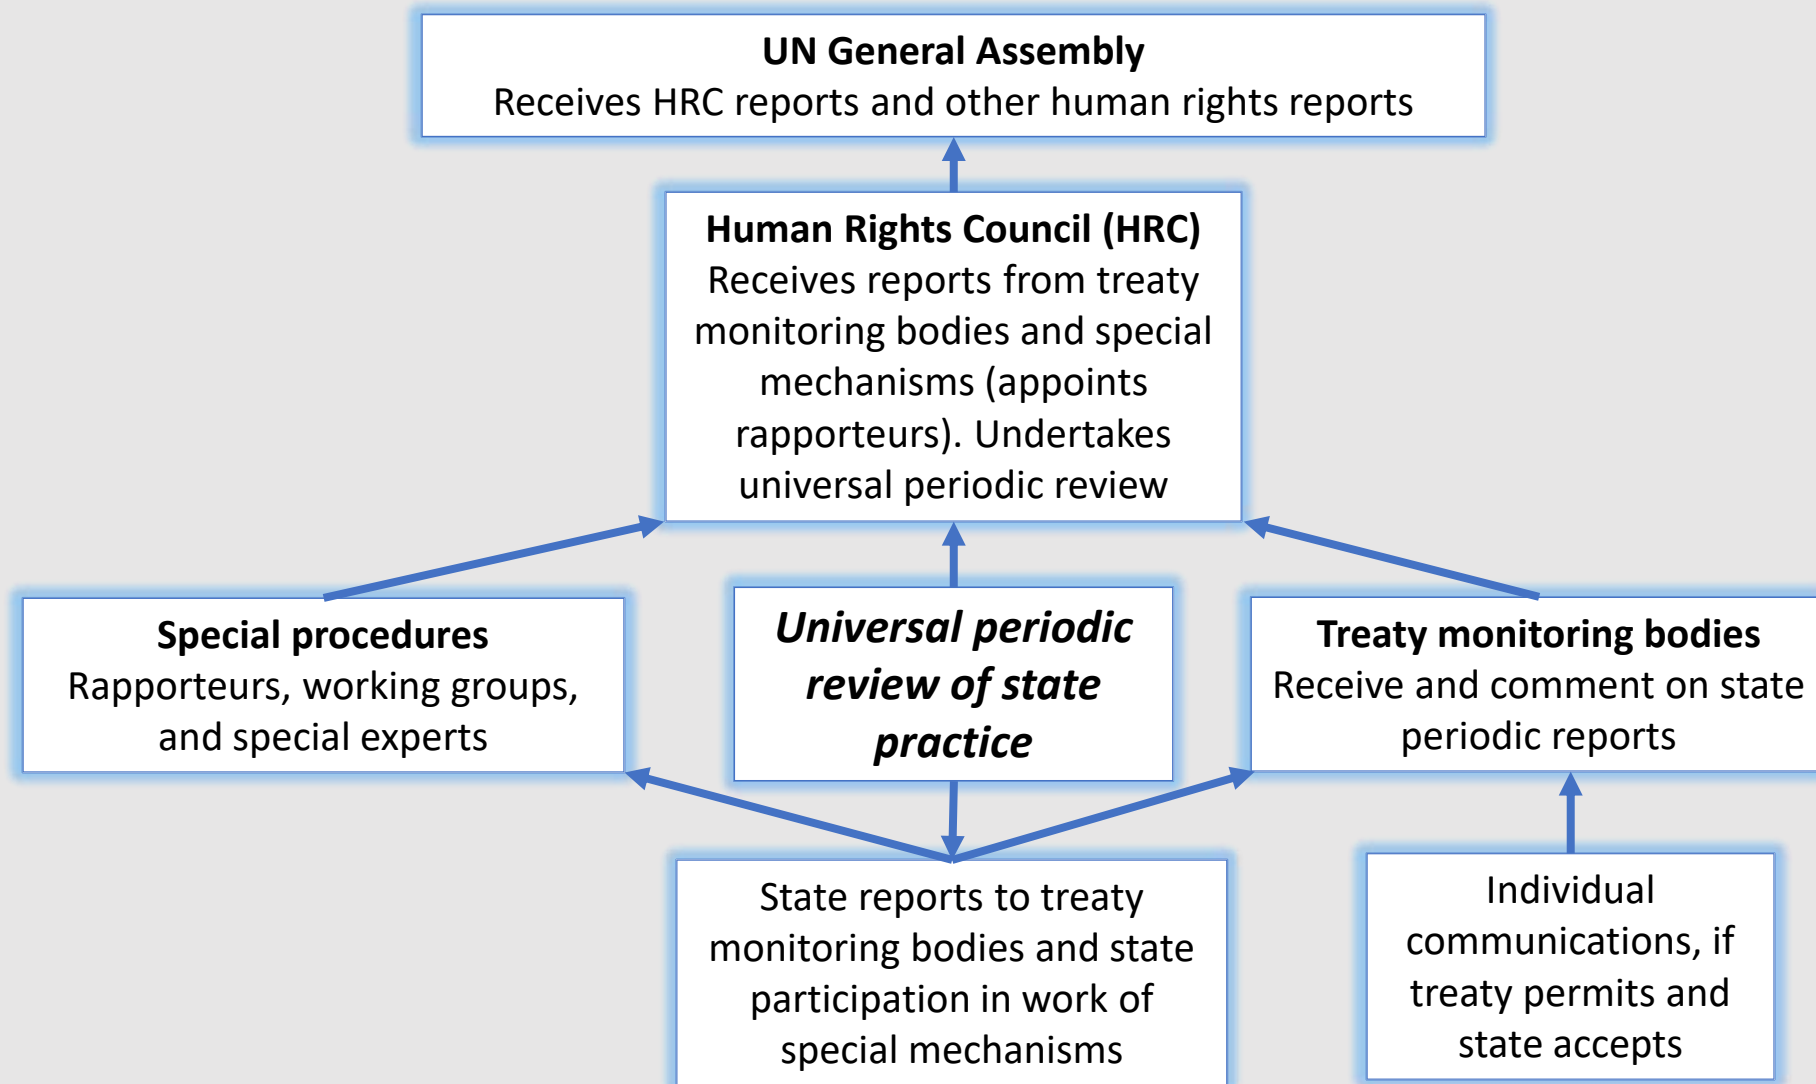 UN General Assembly
Receives HRC reports and other human rights reports
Human Rights Council (HRC)
Receives reports from treaty
monitoring bodies and special
mechanisms (appoints
rapporteurs). Undertakes
universal periodic review
Special procedures
Rapporteurs, working groups,
and special experts
Universal periodic
review of state
practice
Treaty monitoring bodies
Receive and comment on state
periodic reports
State reports to treaty
monitoring bodies and state
participation in work of
special mechanisms
Individual
communications, if
treaty permits and
state accepts